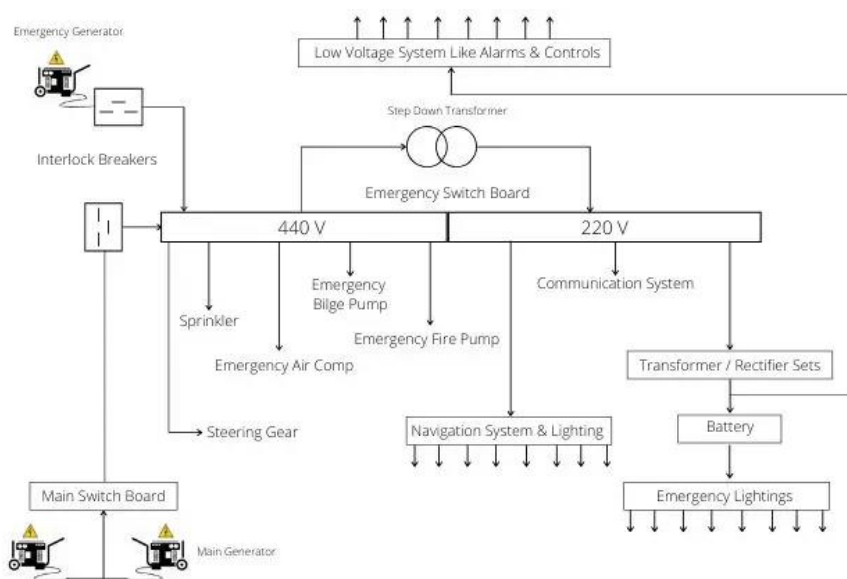 Emergency Generator
Low Voltage System Like Alarms & Controls
Step Down Transformer
Interlock Breakers
Emergency Switch Board
440 V
220 V
Emergency
Bilge Pump
Communication System
Sprinkler
Emergency Fire Pump
Emergency Air Comp
Transformer / Rectifier Sets
Steering Gear
Navigation System & Lighting
Battery
Main Switch Board
Emergency Lightings
Main Generator